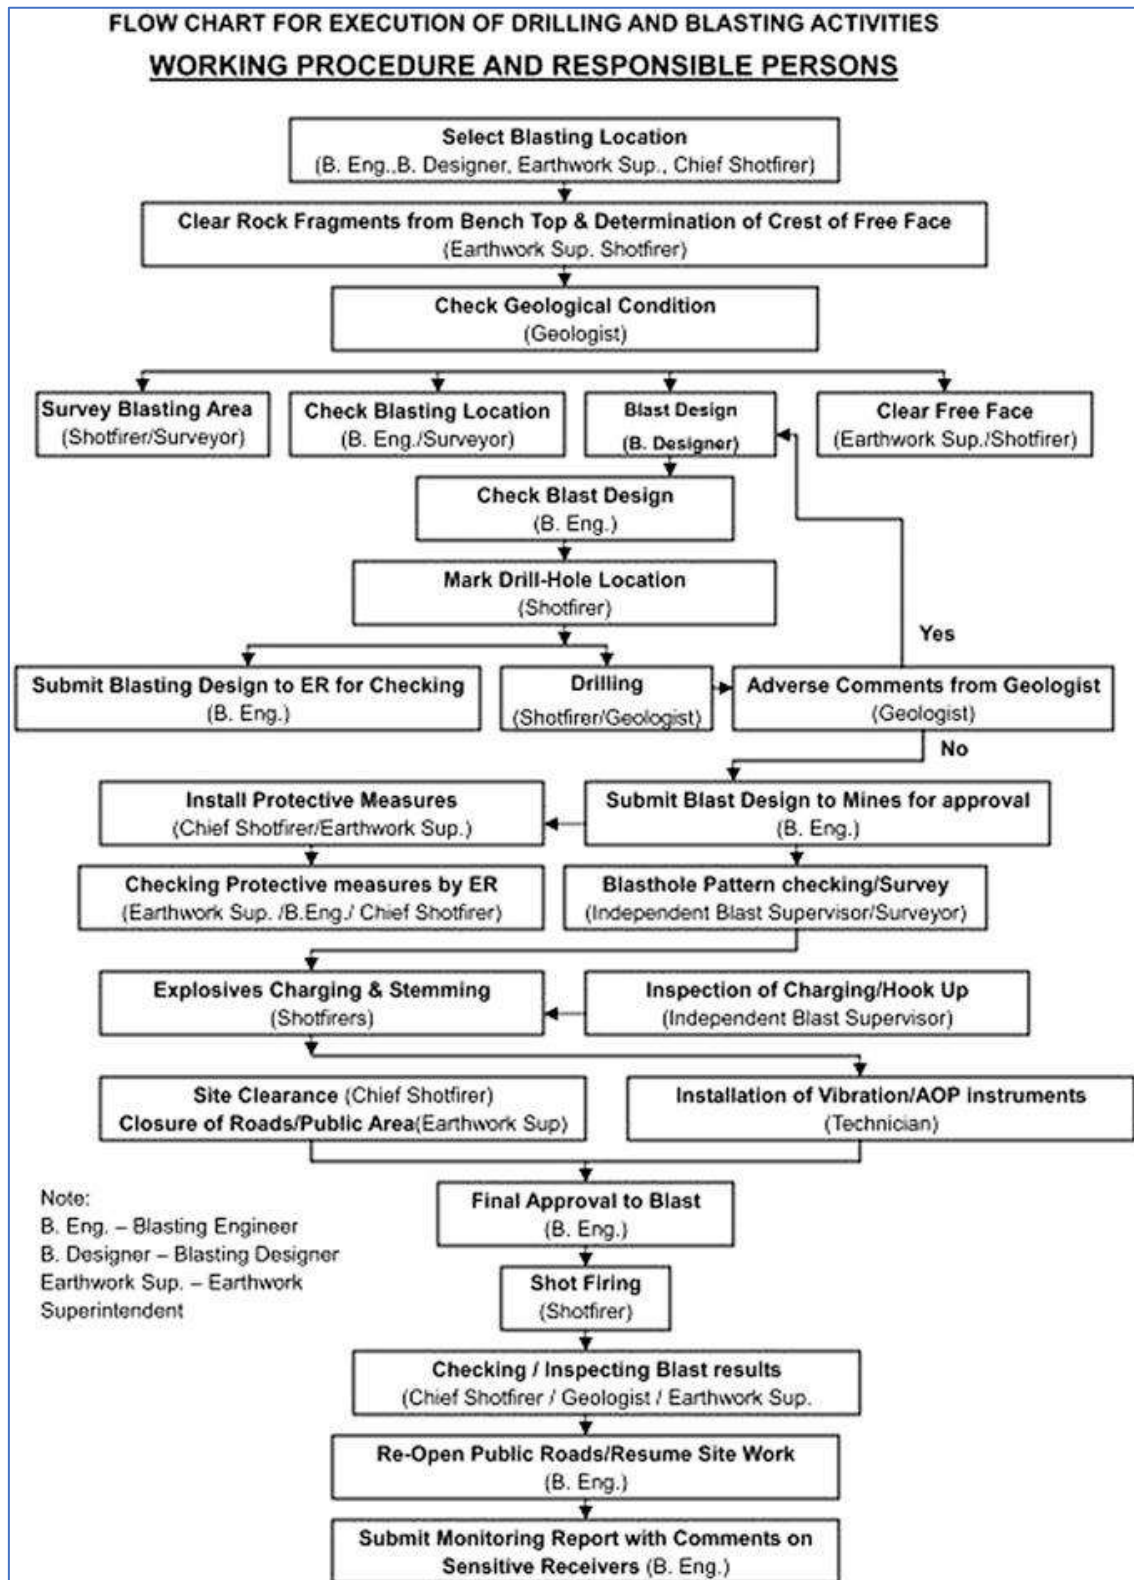 FLOW CHART FOR EXECUTION OF DRILLING AND BLASTING ACTIVITIES
WORKING PROCEDURE AND RESPONSIBLE PERSONS
Select Blasting Location
(B. Eng.,B. Designer, Earthwork Sup., Chief Shotfirer)
Clear Rock Fragments from Bench Top & Determination of Crest of Free Face
(Earthwork Sup. Shotfirer)
Check Geological Condition
(Geologist)
Survey Blasting Area
(Shotfirer/Surveyor)
Check Blasting Location
(B. Eng./Surveyor)
Blast Design
(B. Designer)
Clear Free Face
(Earthwork Sup./Shotfirer)
Check Blast Design
(B. Eng.)
Mark Drill-Hole Location
(Shotfirer)
Yes
Submit Blasting Design to ER for Checking
(B. Eng.)
Drilling
(Shotfirer/Geologist)
Adverse Comments from Geologist
(Geologist)
No
Install Protective Measures
(Chief Shotfirer/Earthwork Sup.)
Submit Blast Design to Mines for approval
(B. Eng.)
Checking Protective measures by ER
(Earthwork Sup. /B.Eng./ Chief Shotfirer)
Blasthole Pattern checking/Survey
(Independent Blast Supervisor/Surveyor)
Explosives Charging & Stemming
(Shotfirers)
Inspection of Charging/Hook Up
(Independent Blast Supervisor)
Site Clearance (Chief Shotfirer)
Closure of Roads/Public Area(Earthwork Sup)
Installation of Vibration/AOP instruments
(Technician)
Note:
B. Eng. – Blasting Engineer
B. Designer – Blasting Designer
Earthwork Sup. – Earthwork
Superintendent
Final Approval to Blast
(B. Eng.)
Shot Firing
(Shotfirer)
Checking / Inspecting Blast results
(Chief Shotfirer / Geologist / Earthwork Sup.
Re-Open Public Roads/Resume Site Work
(B. Eng.)
Submit Monitoring Report with Comments on
Sensitive Receivers (B. Eng.)